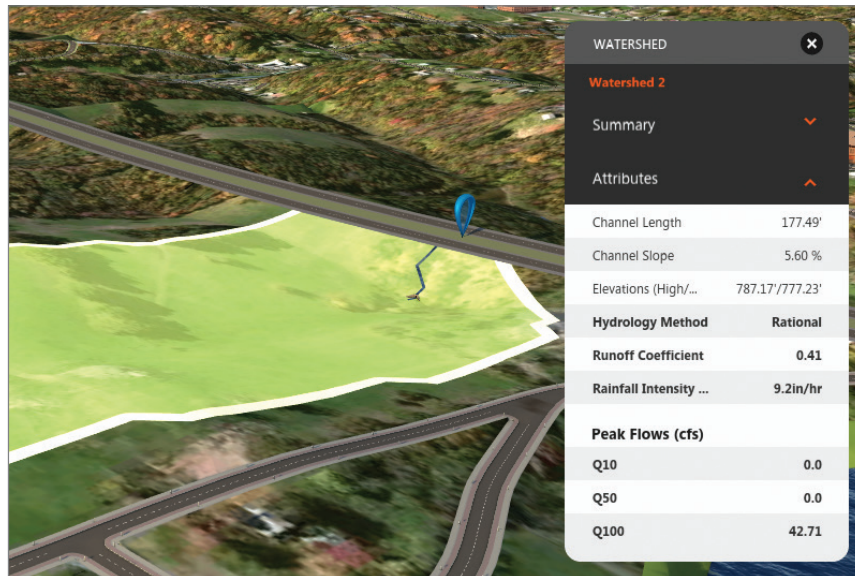 WATERSHED
Watershed 2
Summary
Attributes
Channel Length 177.49'
Channel Slope 5.60 %
Elevations (High/... 787.17'/777.23'
Hydrology Method Rational
Runoff Coefficient 0.41
Rainfall Intensity ... 9.2in/hr
Peak Flows (cfs)
Q10 0.0
Q50 0.0
Q100 42.71